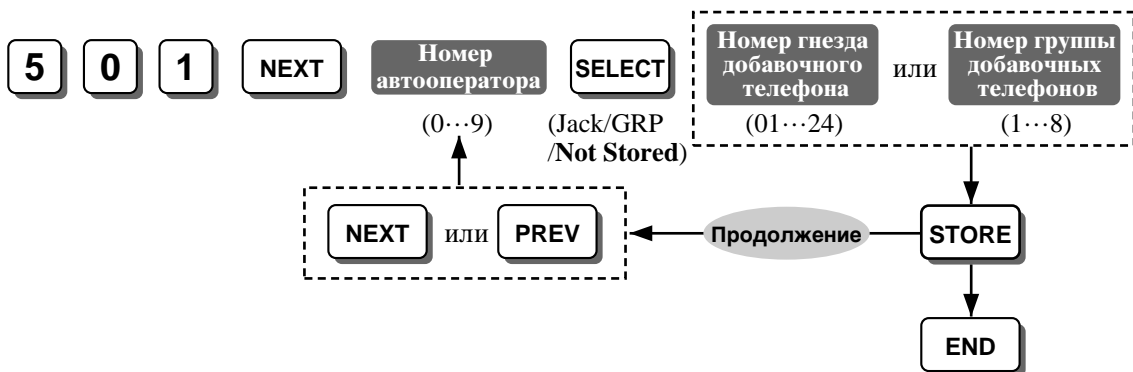 5 0 1 NEXT
Номер
автооператора
(0···9)
SELECT
(Jack/GRP
/Not Stored)
Номер гнезда
добавочного
телефона
(01···24)
или
Номер группы
добавочных
телефонов
(1···8)
NEXT или PREV
Продолжение
STORE
END